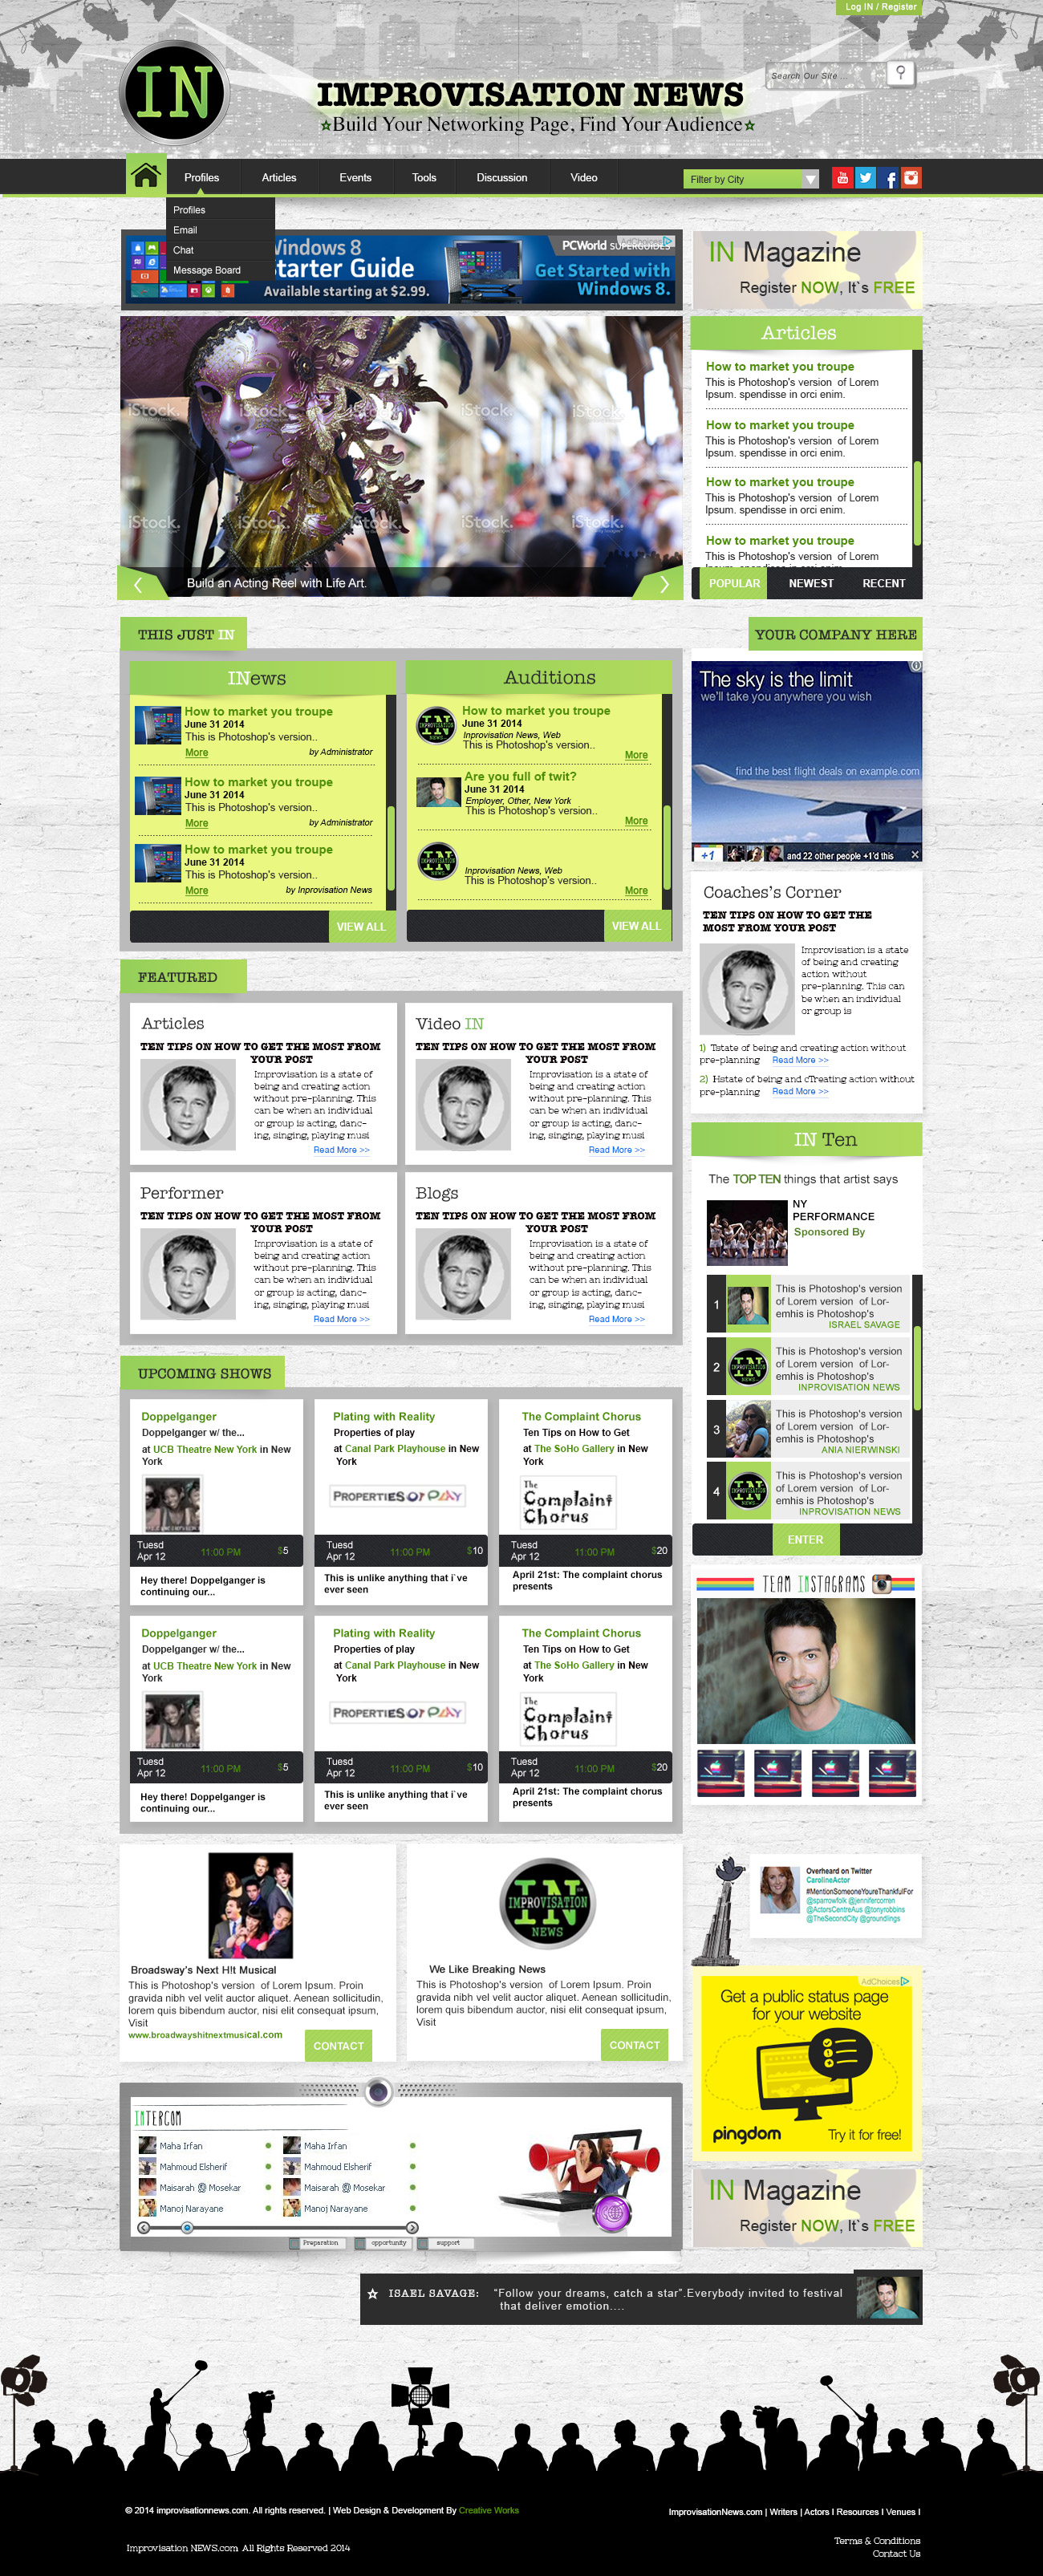 Log IN / Register
IN
IMPROVISATION NEWS
Build Your Networking Page, Find Your Audience
Search Our Site ...
Profiles
Articles
Events
Tools
Discussion
Video
Filter by City
You
Profiles
Email
Chat
Message Board
Windows 8
Starter Guide
Available starting at $2.99.
PCWorld SUPERGUIDES
AdChoices
Get Started with
Windows 8.
IN Magazine
Register NOW, It`s FREE
iStock.
iStock.
iStock.
iStock.
iStock.
iStock.
iStock.
iStock.
iStock.
iStock.
Build an Acting Reel with Life Art.
Articles
How to market you troupe
This is Photoshop's version of Lorem
Ipsum. spendisse in orci enim.
How to market you troupe
This is Photoshop's version of Lorem
Ipsum. spendisse in orci enim.
How to market you troupe
This is Photoshop's version of Lorem
Ipsum. spendisse in orci enim.
How to market you troupe
This is Photoshop's version of Lorem
Ipsum. spendisse in orci enim.
POPULAR
NEWEST
RECENT
THIS JUST IN
INews
How to market you troupe
June 31 2014
This is Photoshop's version..
More
by Administrator
How to market you troupe
June 31 2014
This is Photoshop's version..
More
by Administrator
How to market you troupe
June 31 2014
This is Photoshop's version..
More
by Inprovisation News
VIEW ALL
Auditions
How to market you troupe
June 31 2014
Inprovisation News, Web
This is Photoshop's version..
More
Are you full of twit?
June 31 2014
Employer, Other, New York
This is Photoshop's version..
More
Inprovisation News, Web
This is Photoshop's version..
More
VIEW ALL
YOUR COMPANY HERE
The sky is the limit
we'll take you anywhere you wish
find the best flight deals on example.com
+1
and 22 other people +1'd this
Coaches's Corner
TEN TIPS ON HOW TO GET THE
MOST FROM YOUR POST
Improvisation is a state
of being and creating
action without
pre-planning. This can
be when an individual
or group is
1) Tstate of being and creating action without
pre-planning Read More >>
2) Hstate of being and cTreating action without
pre-planning Read More >>
FEATURED
Articles
TEN TIPS ON HOW TO GET THE MOST FROM
YOUR POST
Improvisation is a state of
being and creating action
without pre-planning. This
can be when an individual
or group is acting, danc-
ing, singing, playing musi
Read More >>
Video IN
TEN TIPS ON HOW TO GET THE MOST FROM
YOUR POST
Improvisation is a state of
being and creating action
without pre-planning. This
can be when an individual
or group is acting, danc-
ing, singing, playing musi
Read More >>
Performer
TEN TIPS ON HOW TO GET THE MOST FROM
YOUR POST
Improvisation is a state of
being and creating action
without pre-planning. This
can be when an individual
or group is acting, danc-
ing, singing, playing musi
Read More >>
Blogs
TEN TIPS ON HOW TO GET THE MOST FROM
YOUR POST
Improvisation is a state of
being and creating action
without pre-planning. This
can be when an individual
or group is acting, danc-
ing, singing, playing musi
Read More >>
IN Ten
The TOP TEN things that artist says
NY
PERFORMANCE
Sponsored By
1
This is Photoshop's version
of Lorem version of Lor-
emhis is Photoshop's
ISRAEL SAVAGE
2
This is Photoshop's version
of Lorem version of Lor-
emhis is Photoshop's
INPROVISATION NEWS
3
This is Photoshop's version
of Lorem version of Lor-
emhis is Photoshop's
ANIA NIERWINSKI
4
This is Photoshop's version
of Lorem version of Lor-
emhis is Photoshop's
INPROVISATION NEWS
ENTER
UPCOMING SHOWS
Doppelganger
Doppelganger w/ the...
at UCB Theatre New York in New
York
Tuesd
Apr 12
11:00 PM
$5
Hey there! Doppelganger is
continuing our...
Plating with Reality
Properties of play
at Canal Park Playhouse in New
York
PROPERTIES OF PLAY
Tuesd
Apr 12
11:00 PM
$10
This is unlike anything that i`ve
ever seen
The Complaint Chorus
Ten Tips on How to Get
at The SoHo Gallery in New
York
The
Complaint
Chorus
Tuesd
Apr 12
11:00 PM
$20
April 21st: The complaint chorus
presents
Doppelganger
Doppelganger w/ the...
at UCB Theatre New York in New
York
Tuesd
Apr 12
11:00 PM
$5
Hey there! Doppelganger is
continuing our...
Plating with Reality
Properties of play
at Canal Park Playhouse in New
York
PROPERTIES OF PLAY
Tuesd
Apr 12
11:00 PM
$10
This is unlike anything that i`ve
ever seen
The Complaint Chorus
Ten Tips on How to Get
at The SoHo Gallery in New
York
The
Complaint
Chorus
Tuesd
Apr 12
11:00 PM
$20
April 21st: The complaint chorus
presents
TEAM INSTAGRAMS
Broadsway's Next H!t Musical
This is Photoshop's version of Lorem Ipsum. Proin
gravida nibh vel velit auctor aliquet. Aenean sollicitudin,
lorem quis bibendum auctor, nisi elit consequat ipsum,
Visit
www.broadwayshitnextmusical.com
CONTACT
IN
IMPROVISATION
NEWS
We Like Breaking News
This is Photoshop's version of Lorem Ipsum. Proin
gravida nibh vel velit auctor aliquet. Aenean sollicitudin,
lorem quis bibendum auctor, nisi elit consequat ipsum,
Visit
CONTACT
Overheard on Twitter
CarolineActor
#MentionSomeoneYoureThankfulFor
@sparrowfolk @jennifercorren
@ActorsCentreAus @tonyrobbins
@TheSecondCity @groundlings
AdChoices
Get a public status page
for your website
pingdom
Try it for free!
INTERCOM
Maha Irfan
Mahmoud Elsherif
Maisarah @ Mosekar
Manoj Narayane
Maha Irfan
Mahmoud Elsherif
Maisarah @ Mosekar
Manoj Narayane
Preparation
opportunity
support
IN Magazine
Register NOW, It`s FREE
ISAEL SAVAGE: "Follow your dreams, catch a star".Everybody invited to festival
that deliver emotion....
© 2014 improvisationnews.com. All rights reserved. | Web Design & Development By Creative Works
ImprovisationNews.com | Writers | Actors I Resources I Venues I
Improvisation NEWS.com All Rights Reserved 2014
Terms & Conditions
Contact Us